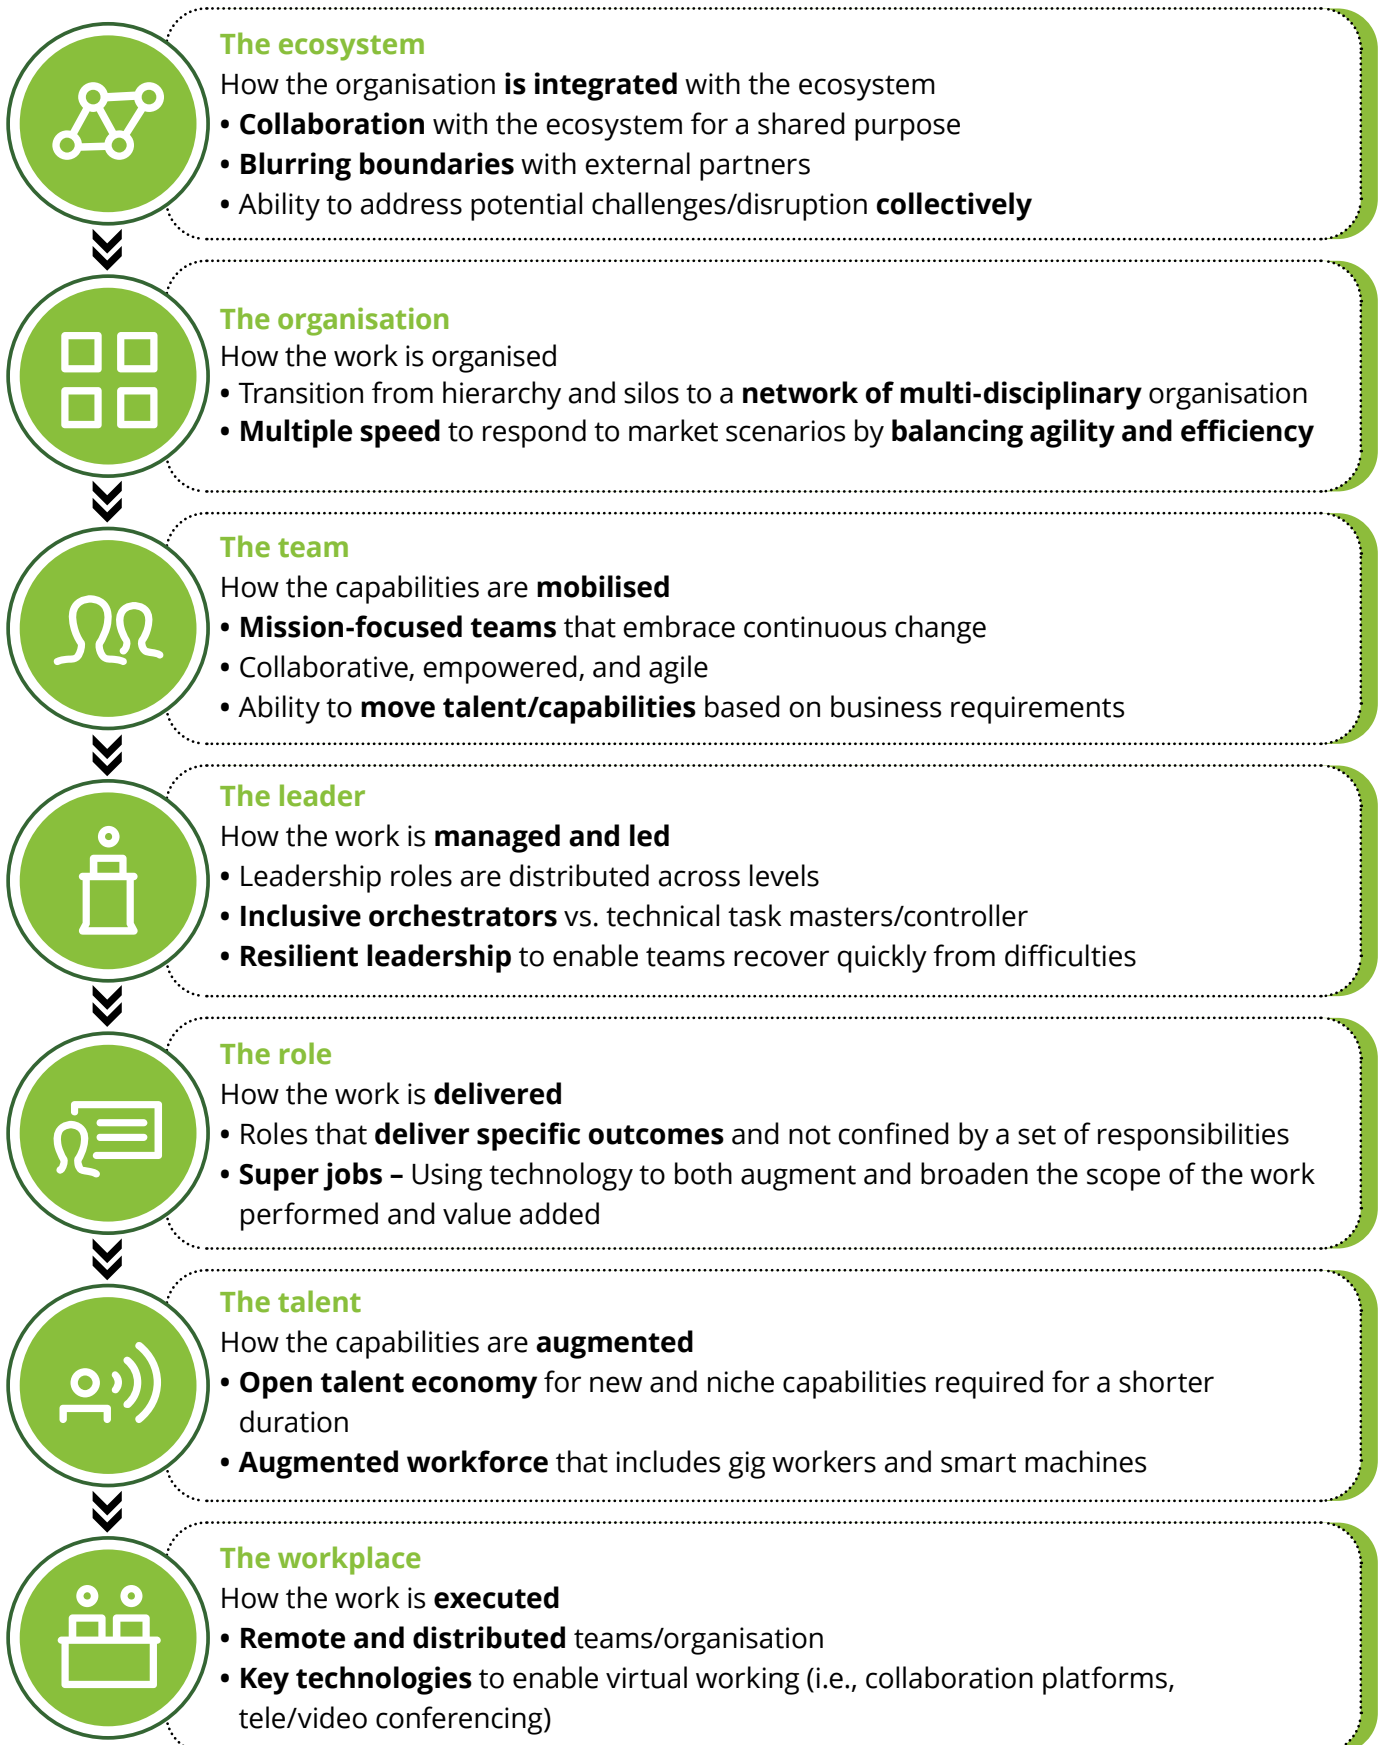 The ecosystem
How the organisation is integrated with the ecosystem
• Collaboration with the ecosystem for a shared purpose
• Blurring boundaries with external partners
• Ability to address potential challenges/disruption collectively
The organisation
How the work is organised
• Transition from hierarchy and silos to a network of multi-disciplinary organisation
• Multiple speed to respond to market scenarios by balancing agility and efficiency
The team
How the capabilities are mobilised
• Mission-focused teams that embrace continuous change
• Collaborative, empowered, and agile
• Ability to move talent/capabilities based on business requirements
The leader
How the work is managed and led
• Leadership roles are distributed across levels
• Inclusive orchestrators vs. technical task masters/controller
• Resilient leadership to enable teams recover quickly from difficulties
The role
How the work is delivered
• Roles that deliver specific outcomes and not confined by a set of responsibilities
• Super jobs – Using technology to both augment and broaden the scope of the work
performed and value added
The talent
How the capabilities are augmented
• Open talent economy for new and niche capabilities required for a shorter
duration
• Augmented workforce that includes gig workers and smart machines
The workplace
How the work is executed
• Remote and distributed teams/organisation
• Key technologies to enable virtual working (i.e., collaboration platforms,
tele/video conferencing)